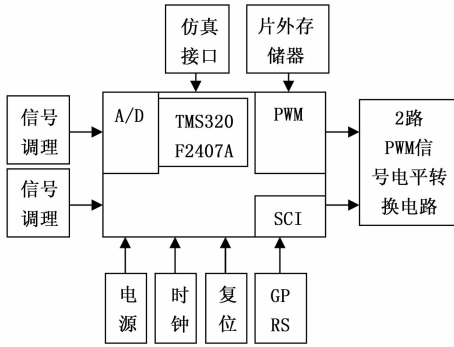 仿真
接口
片外存
储器
信号
调理
A/D
TMS320
F2407A
PWM
2路
PWM信
号电平转
换电路
信号
调理
SCI
电
源
时
钟
复
位
GP
RS